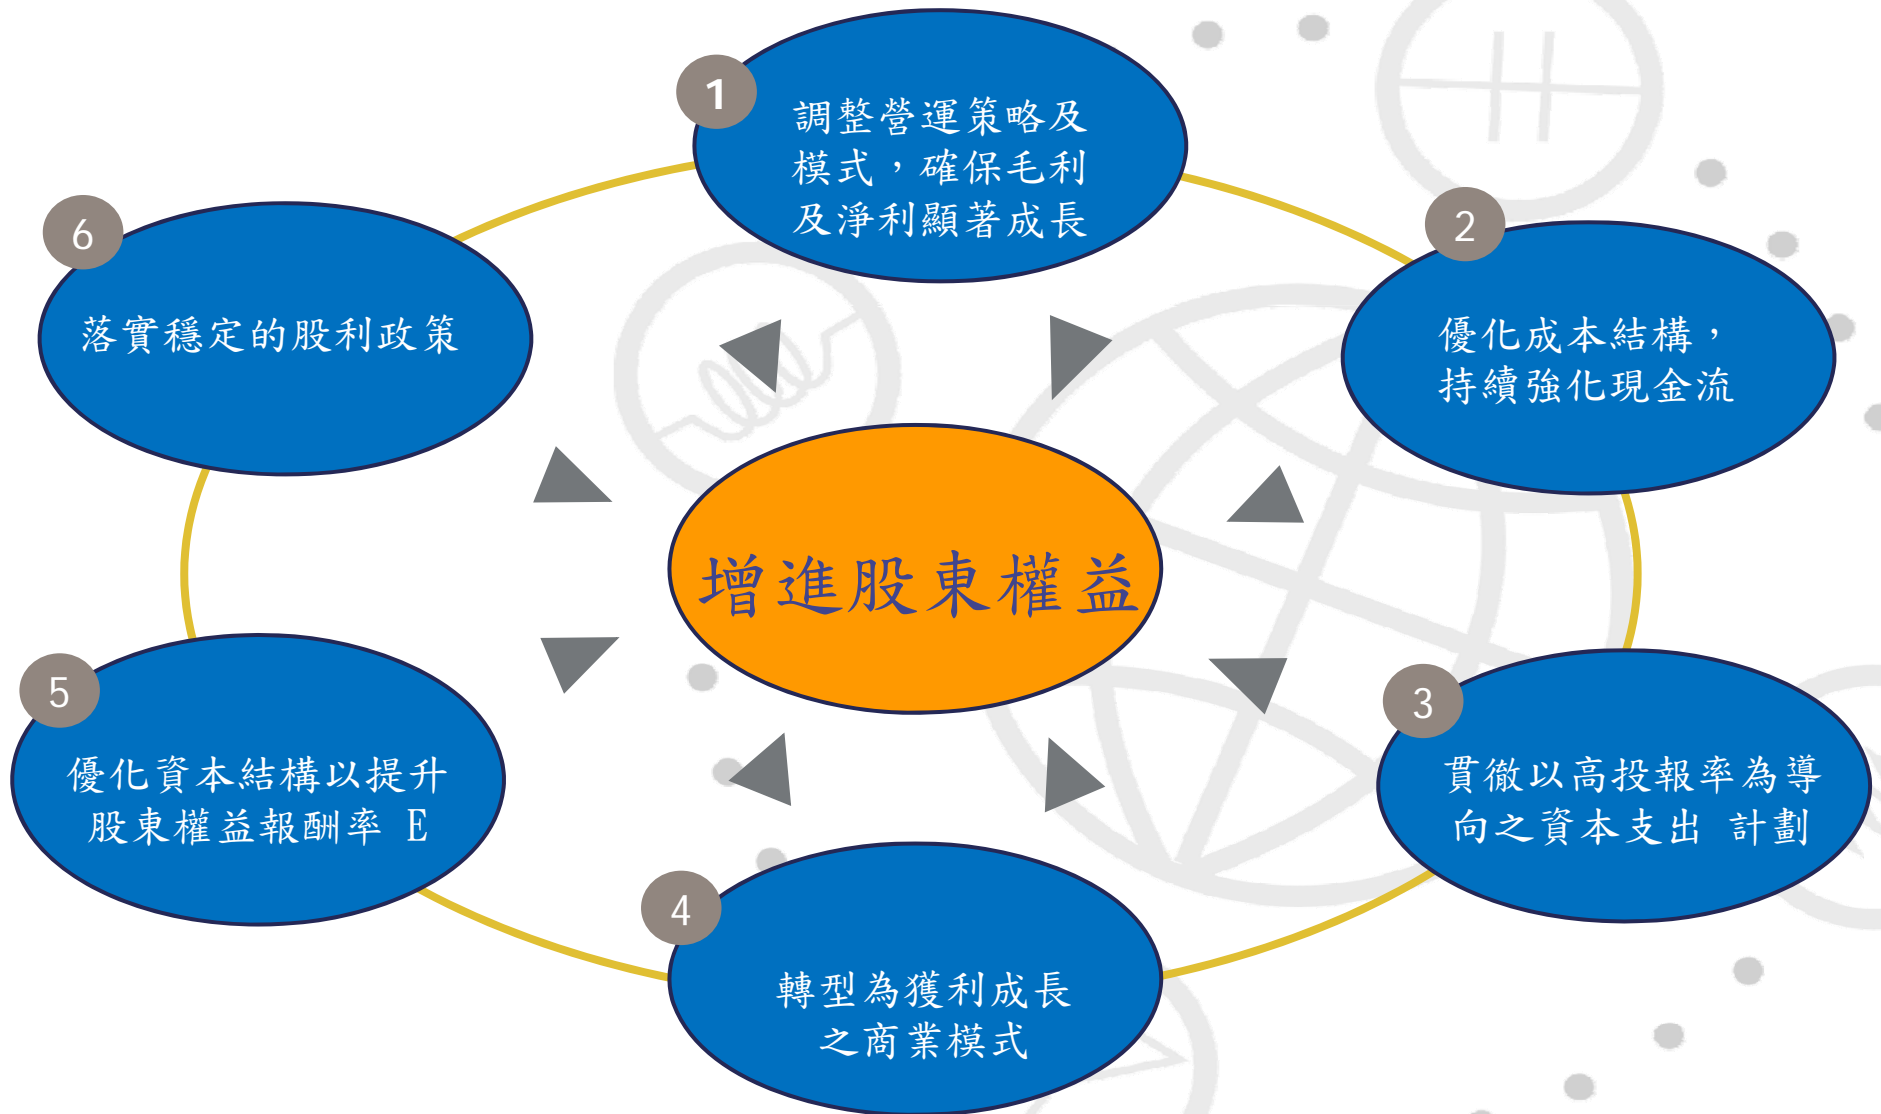 1
調整營運策略及
模式，確保毛利
及淨利顯著成長
2
優化成本結構，
持續強化現金流
3
貫徹以高投報率為導
向之資本支出 計劃
4
轉型為獲利成長
之商業模式
5
優化資本結構以提升
股東權益報酬率 E
6
落實穩定的股利政策
增進股東權益